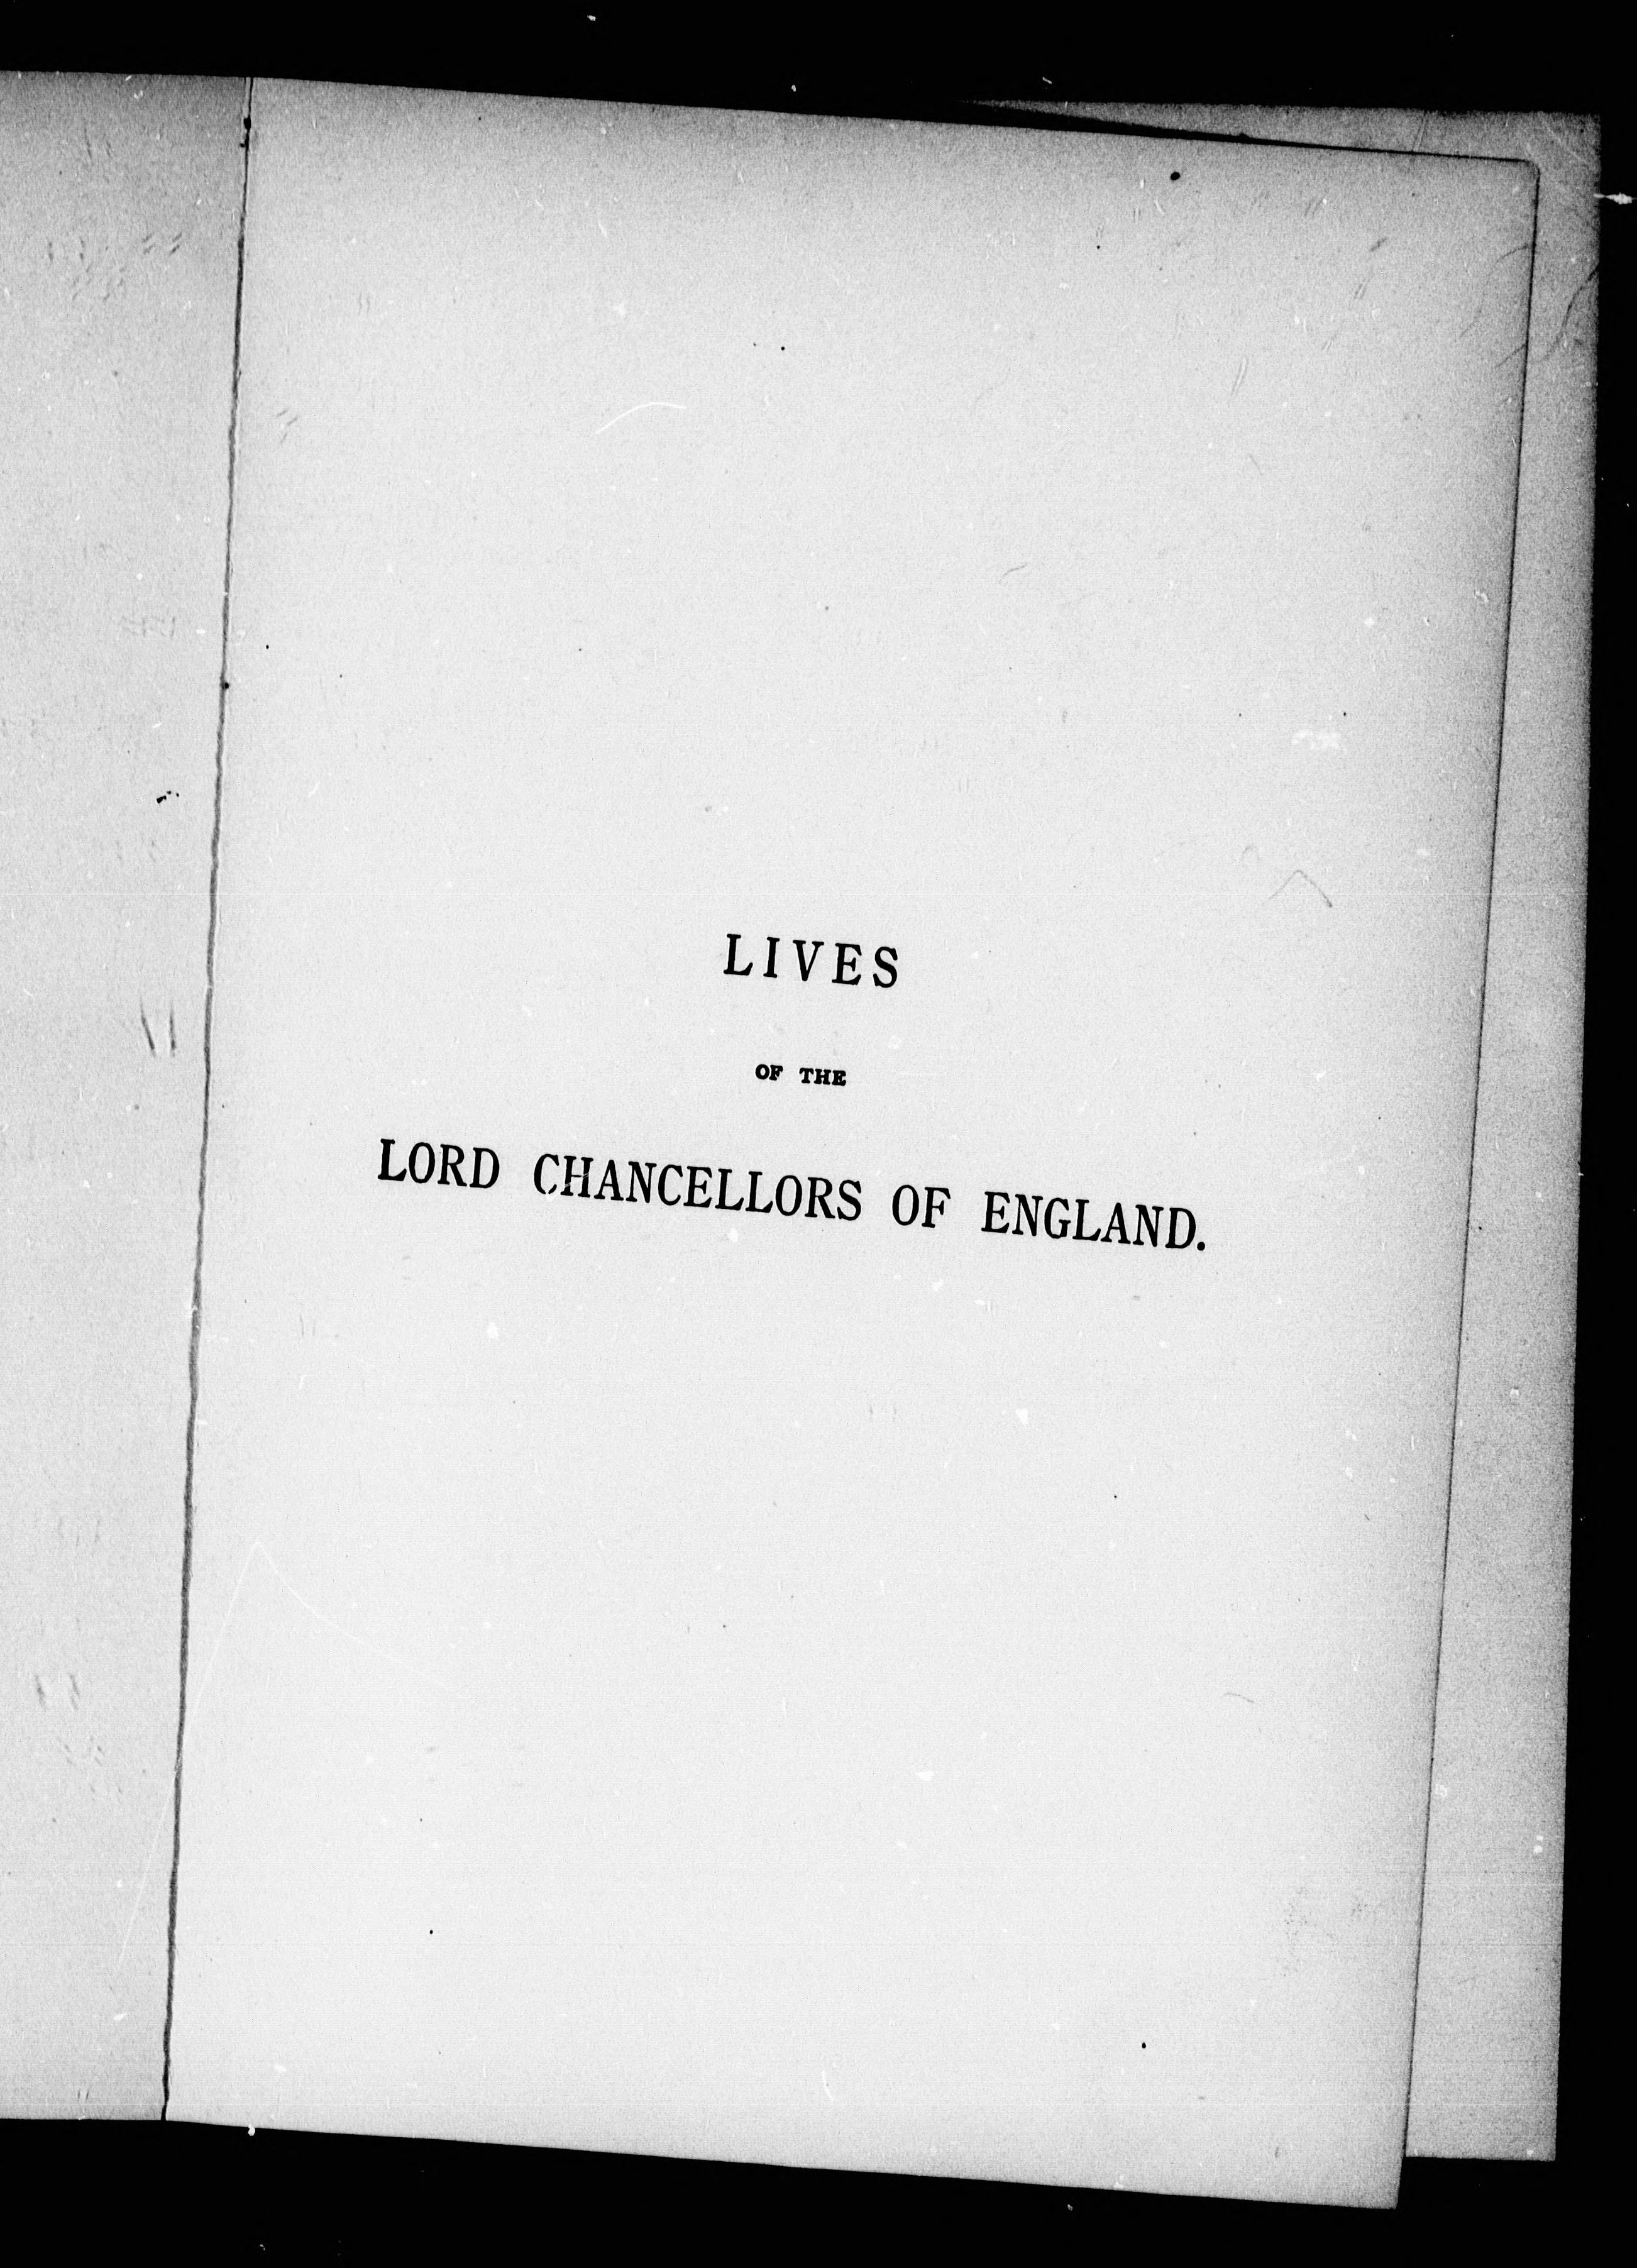 LIVES
OF THE
LORD CHANCELLORS OF ENGLAND.